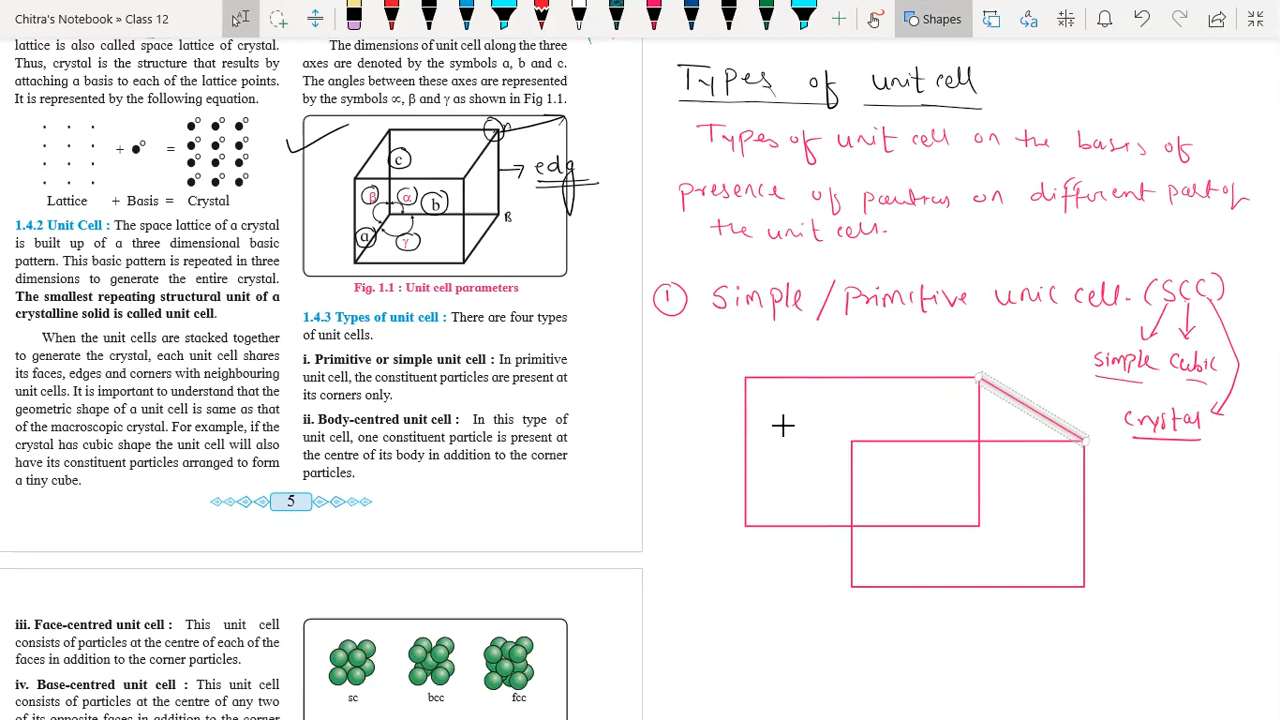 Chitra's Notebook » Class 12
Shapes
lattice is also called space lattice of crystal.
Thus, crystal is the structure that results by
attaching a basis to each of the lattice points.
It is represented by the following equation.
+ =
Lattice + Basis = Crystal
1.4.2 Unit Cell: The space lattice of a crystal
is built up of a three dimensional basic
pattern. This basic pattern is repeated in three
dimensions to generate the entire crystal.
The smallest repeating structural unit of a
crystalline solid is called unit cell.
When the unit cells are stacked together
to generate the crystal, each unit cell shares
its faces, edges and corners with neighbouring
unit cells. It is important to understand that the
geometric shape of a unit cell is same as that
of the macroscopic crystal. For example, if the
crystal has cubic shape the unit cell will also
have its constituent particles arranged to form
a tiny cube.
The dimensions of unit cell along the three
axes are denoted by the symbols a, b and c.
The angles between these axes are represented
by the symbols ∝, β and γ as shown in Fig 1.1.
c
β α b
a γ
B
edg
Fig. 1.1 : Unit cell parameters
1.4.3 Types of unit cell : There are four types
of unit cells.
i. Primitive or simple unit cell : In primitive
unit cell, the constituent particles are present at
its corners only.
ii. Body-centred unit cell : In this type of
unit cell, one constituent particle is present at
the centre of its body in addition to the corner
particles.
5
iii. Face-centred unit cell : This unit cell
consists of particles at the centre of each of the
faces in addition to the corner particles.
iv. Base-centred unit cell : This unit cell
consists of particles at the centre of any two
of its opposite faces in addition to the corner
sc bcc fcc
Types of unit cell
Types of unit cell on the bases of
presence of on different part of
the unit cell.
① Simple/primitive unit cell. (SCC)
Simple Cubic
Crystal